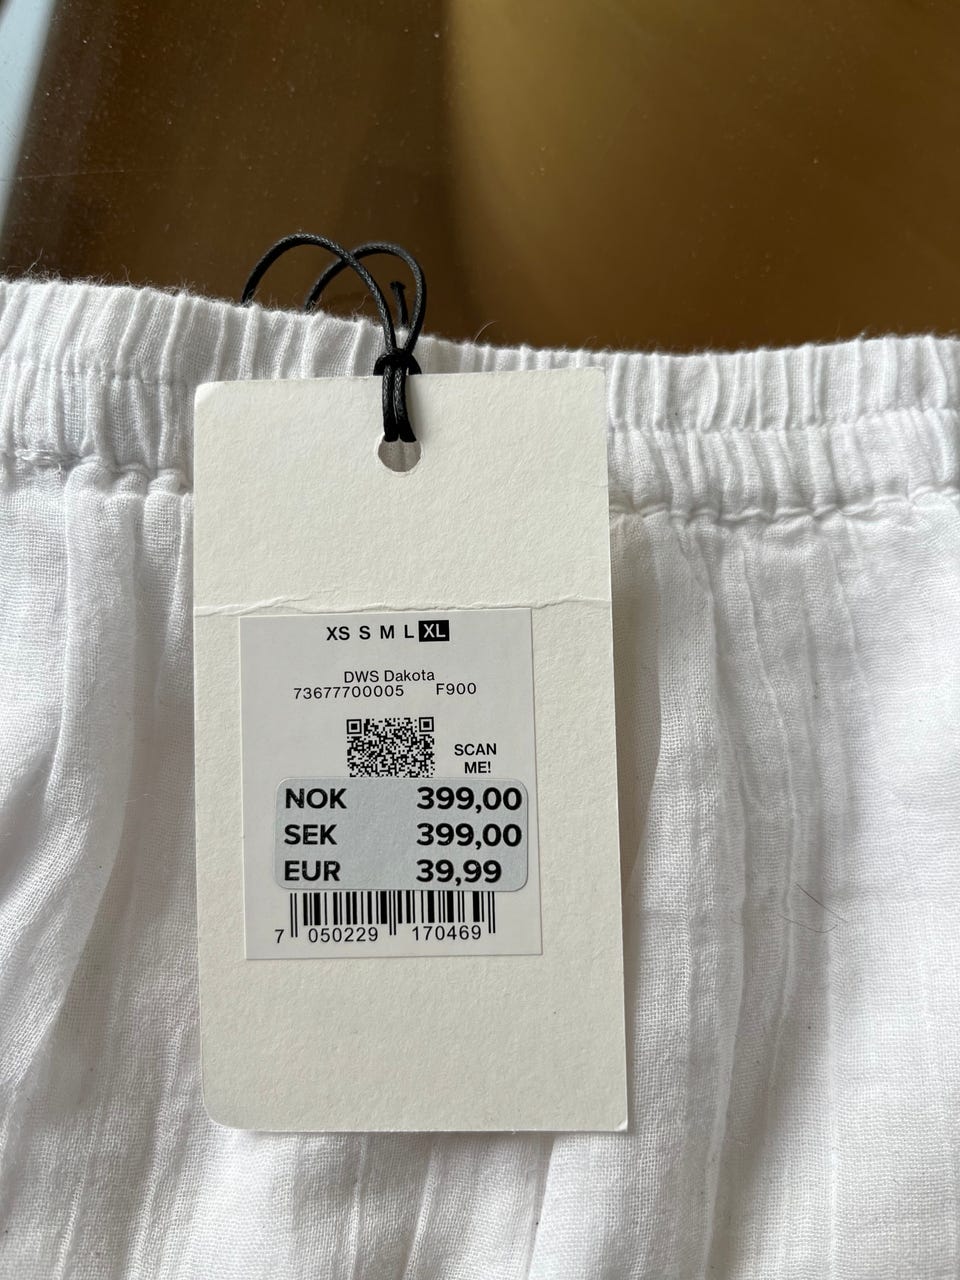 XS S M L XL
DWS Dakota
73677700005 F900
SCAN
ME!
NOK 399,00
SEK 399,00
EUR 39,99
7 050229 170469